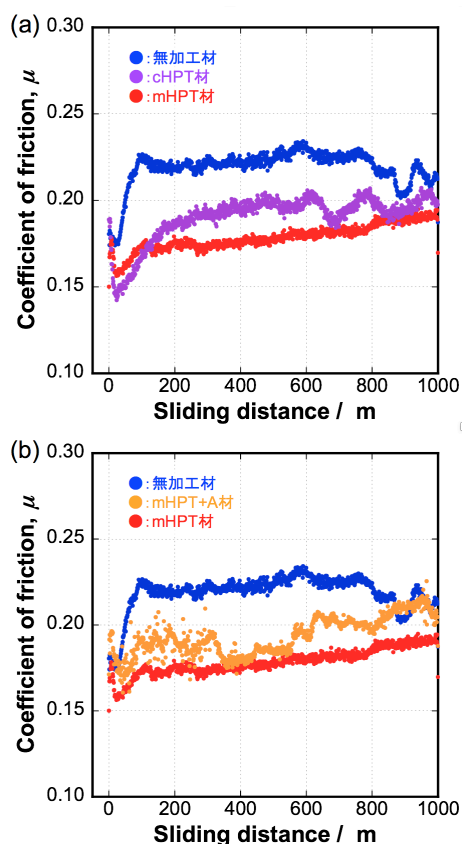 (a)
0.30
0.25
0.20
0.15
0.10
Coefficient of friction, μ
●:無加工材
●:cHPT材
●:mHPT材
0 200 400 600 800 1000
Sliding distance / m
(b)
0.30
0.25
0.20
0.15
0.10
Coefficient of friction, μ
●:無加工材
●:mHPT+A材
●:mHPT材
0 200 400 600 800 1000
Sliding distance / m